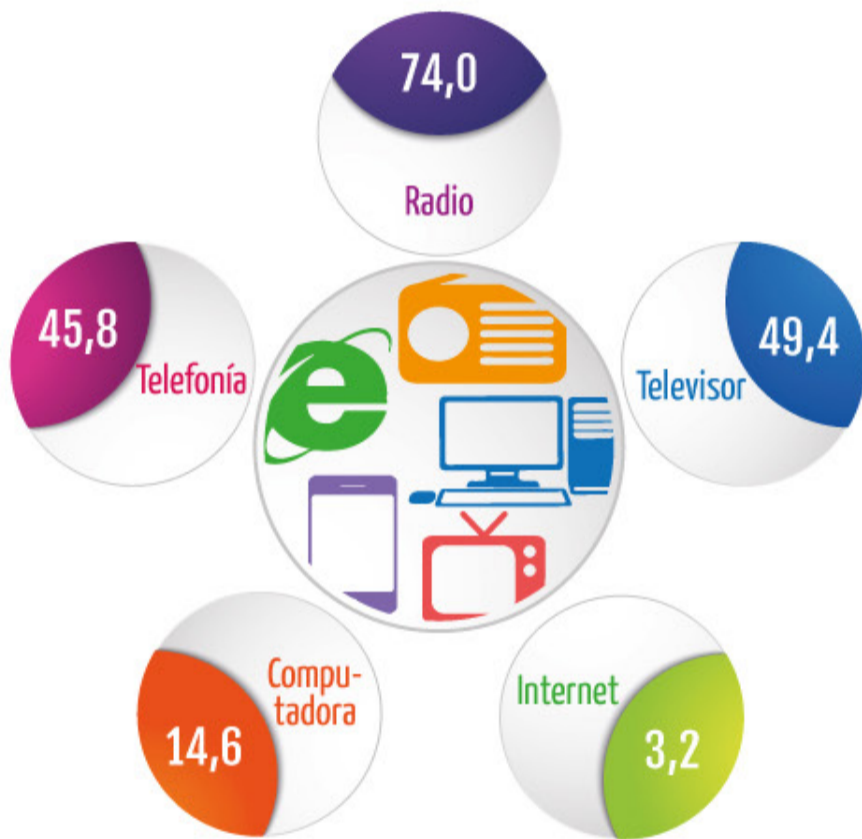 74,0
Radio
45,8
Telefonía
49,4
Televisor
Compu-
tadora
14,6
Internet
3,2